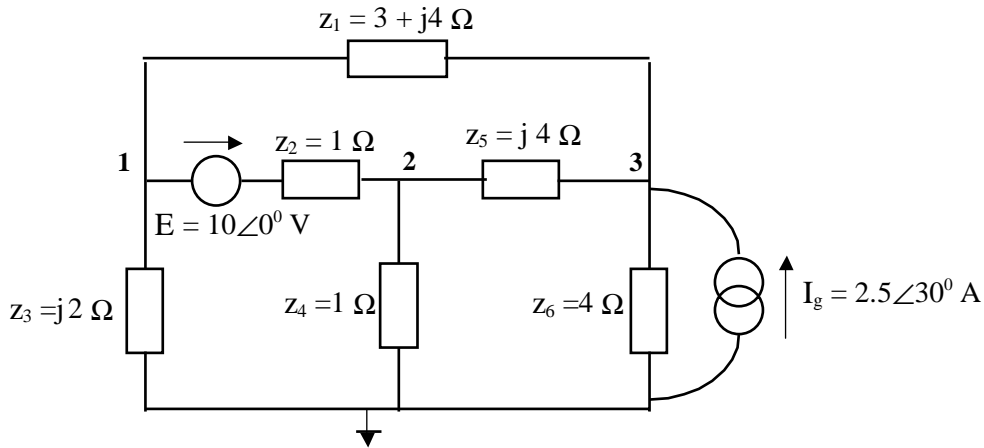 z₁ = 3 + j4 Ω
1
z₂ = 1 Ω
2
z₅ = j 4 Ω
3
E = 10∠0⁰ V
z₃ =j 2 Ω
z₄ =1 Ω
z₆ =4 Ω
I_g = 2.5∠30⁰ A